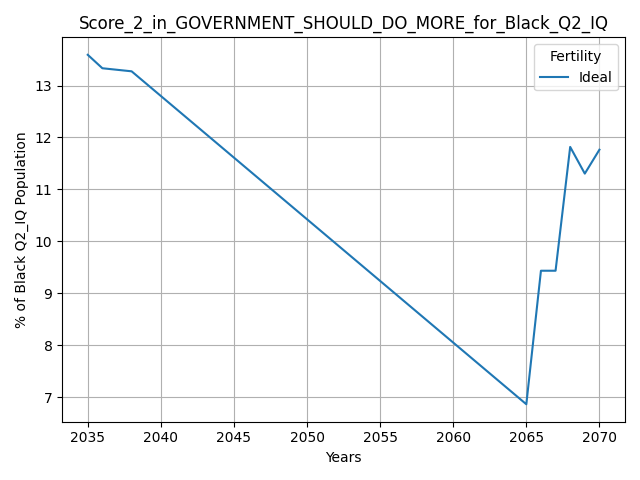 Score_2_in_GOVERNMENT_SHOULD_DO_MORE_for_Black_Q2_IQ
Fertility
Ideal
% of Black Q2_IQ Population
13
12
11
10
9
8
7
2035 2040 2045 2050 2055 2060 2065 2070
Years